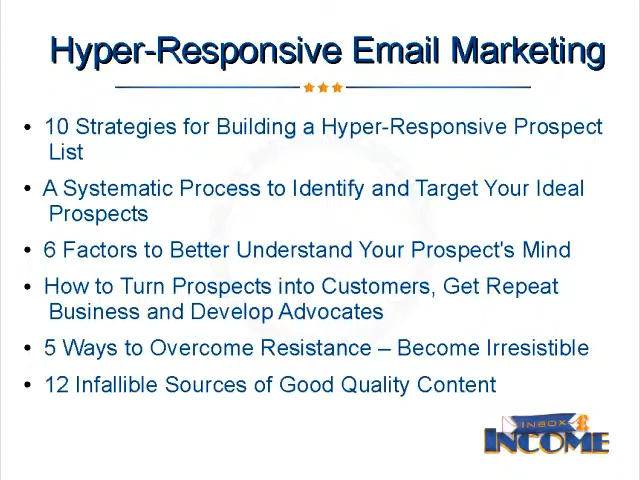 Hyper-Responsive Email Marketing
• 10 Strategies for Building a Hyper-Responsive Prospect
List
• A Systematic Process to Identify and Target Your Ideal
Prospects
• 6 Factors to Better Understand Your Prospect's Mind
• How to Turn Prospects into Customers, Get Repeat
Business and Develop Advocates
• 5 Ways to Overcome Resistance – Become Irresistible
• 12 Infallible Sources of Good Quality Content
INBOX
INCOME